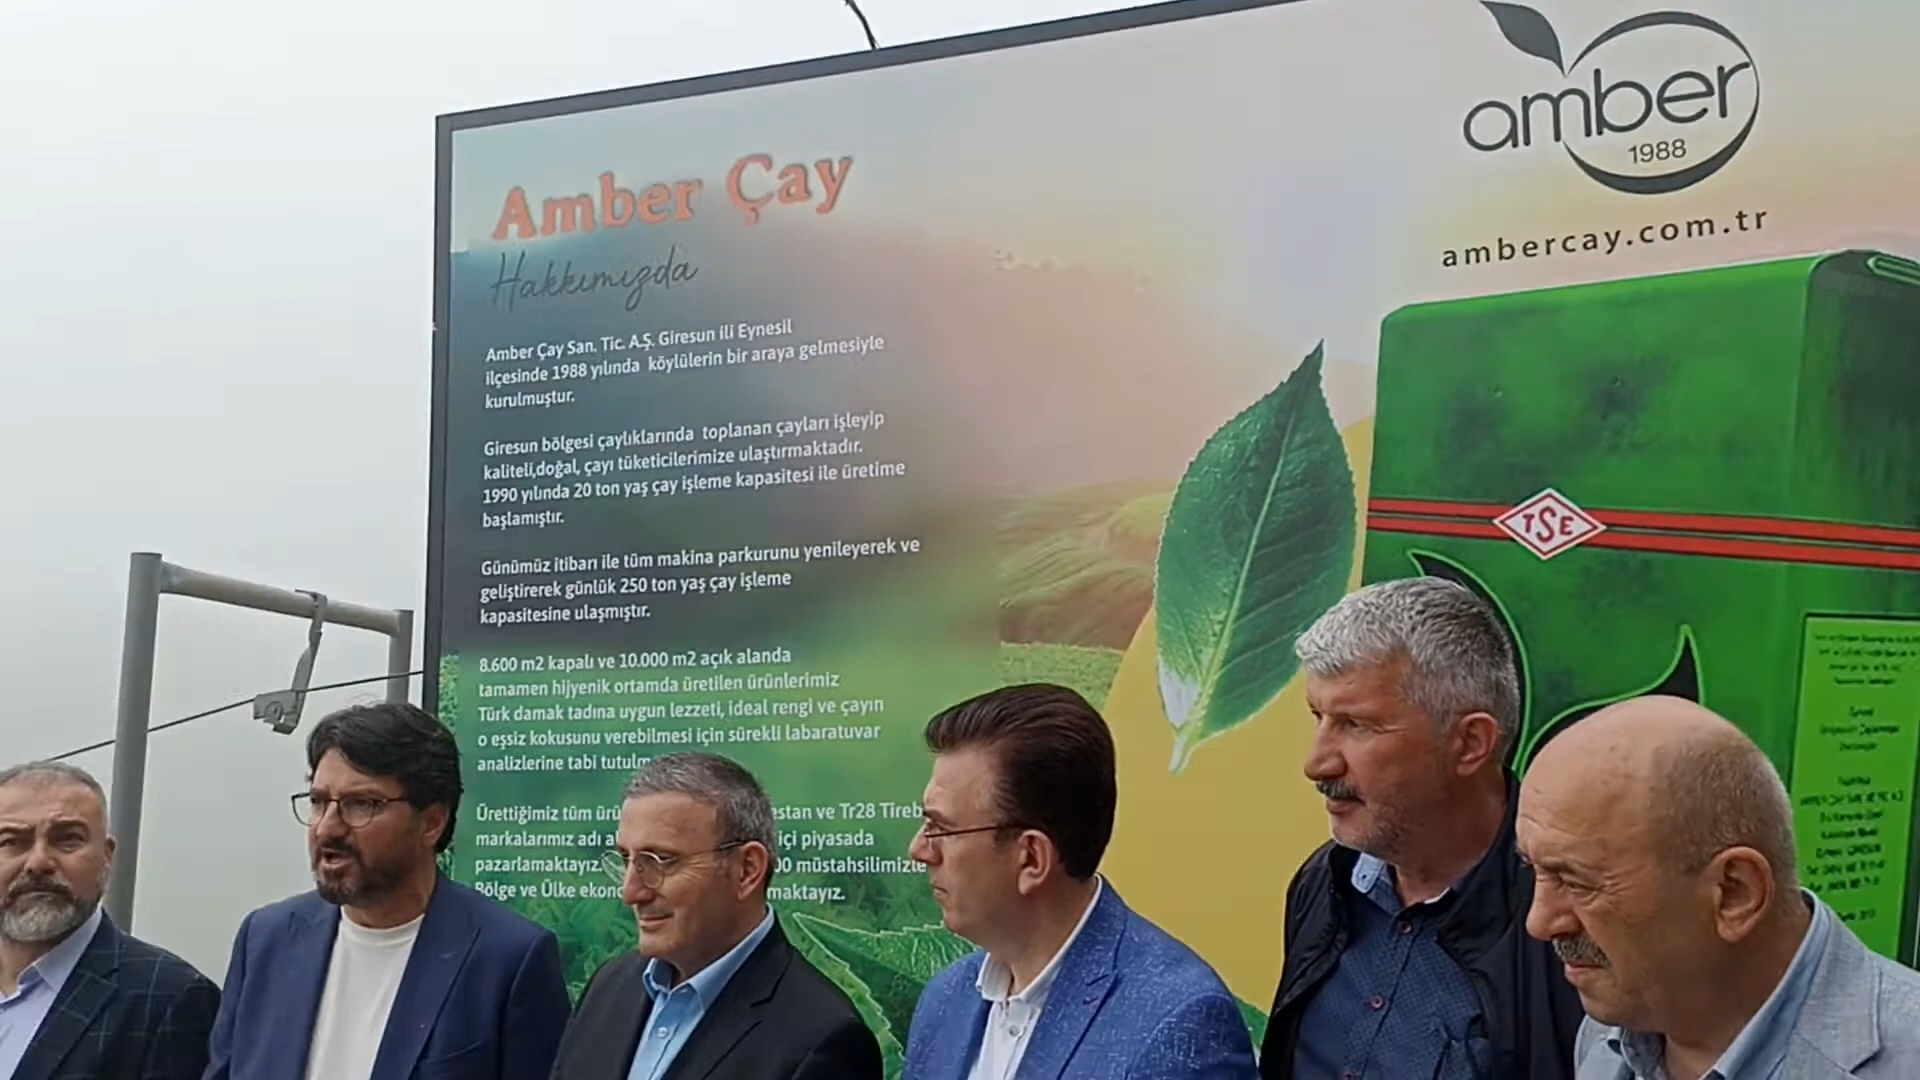 amber
1988
ambercay.com.tr
Amber Çay
Hakkımızda
Amber Çay San. Tic. A.Ş. Giresun ili Eynesil
ilçesinde 1988 yılında köylülerin bir araya gelmesiyle
kurulmuştur.
Giresun bölgesi çaylıklarında toplanan çayları işleyip
kaliteli,doğal, çayı tüketicilerimize ulaştırmaktadır.
1990 yılında 20 ton yaş çay işleme kapasitesi ile üretime
başlamıştır.
Günümüz itibarı ile tüm makina parkurunu yenileyerek ve
geliştirerek günlük 250 ton yaş çay işleme
kapasitesine ulaşmıştır.
8.600 m2 kapalı ve 10.000 m2 açık alanda
tamamen hijyenik ortamda üretilen ürünlerimiz
Türk damak tadına uygun lezzeti, ideal rengi ve çayın
o eşsiz kokusunu verebilmesi için sürekli labaratuvar
analizlerine tabi tutulm
Ürettiğimiz tüm ürü estan ve Tr28 Tireb
markalarımız adı a içi piyasada
pazarlamaktayız. 00 müstahsilimizle
Bölge ve Ülke ekono maktayız.
TSE